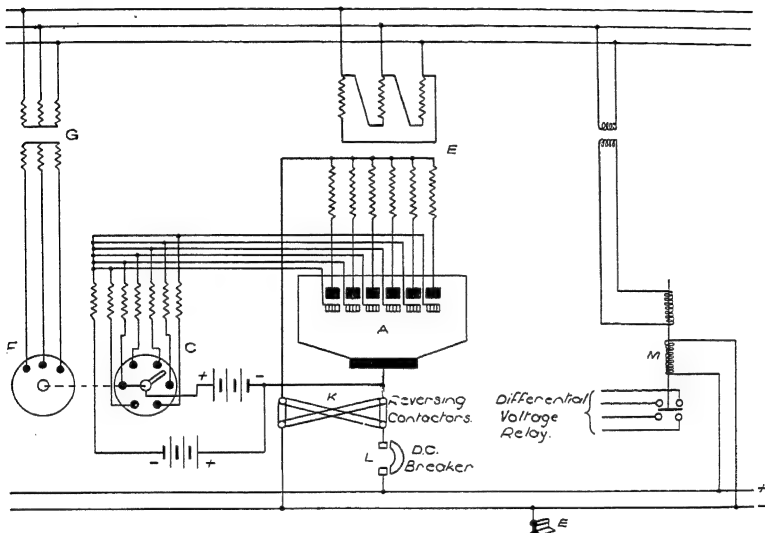 G
E
F
C
A
+
-
K
Reversing
Contactors.
M
Differential
Voltage
Relay.
-
+
L
D.C.
Breaker
+
-
E